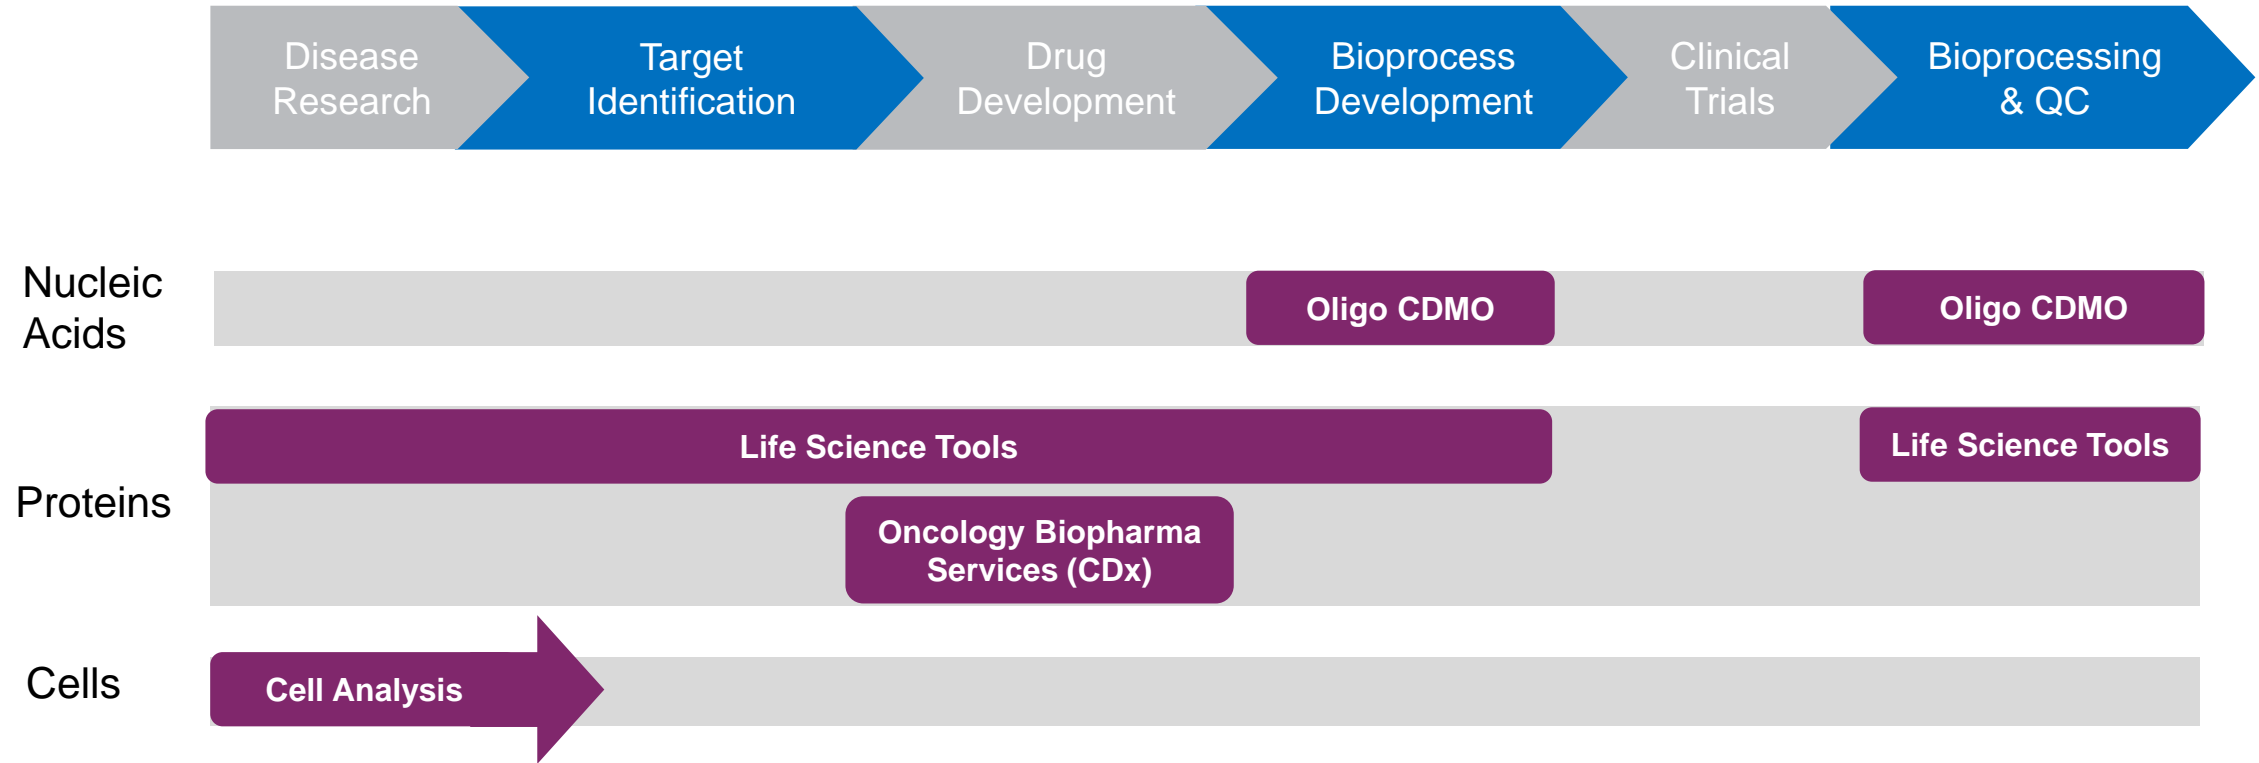 Disease
Research
Target
Identification
Drug
Development
Bioprocess
Development
Clinical
Trials
Bioprocessing
& QC
Nucleic
Acids
Oligo CDMO
Oligo CDMO
Proteins
Life Science Tools
Life Science Tools
Oncology Biopharma
Services (CDx)
Cells
Cell Analysis